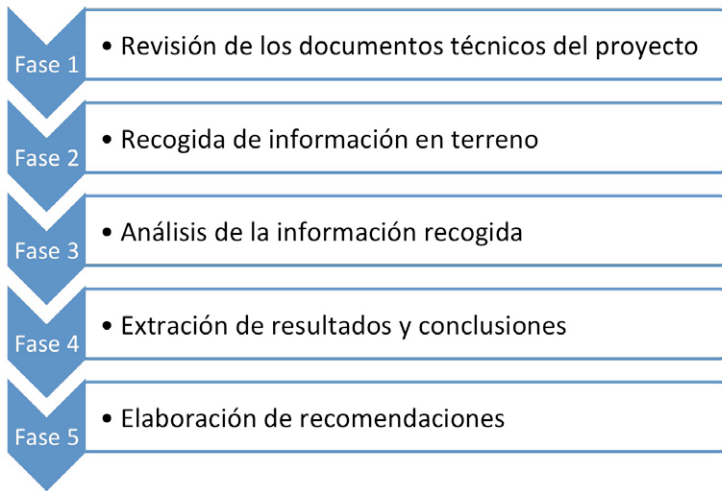 Fase 1
• Revisión de los documentos técnicos del proyecto
Fase 2
• Recogida de información en terreno
Fase 3
• Análisis de la información recogida
Fase 4
• Extracción de resultados y conclusiones
Fase 5
• Elaboración de recomendaciones